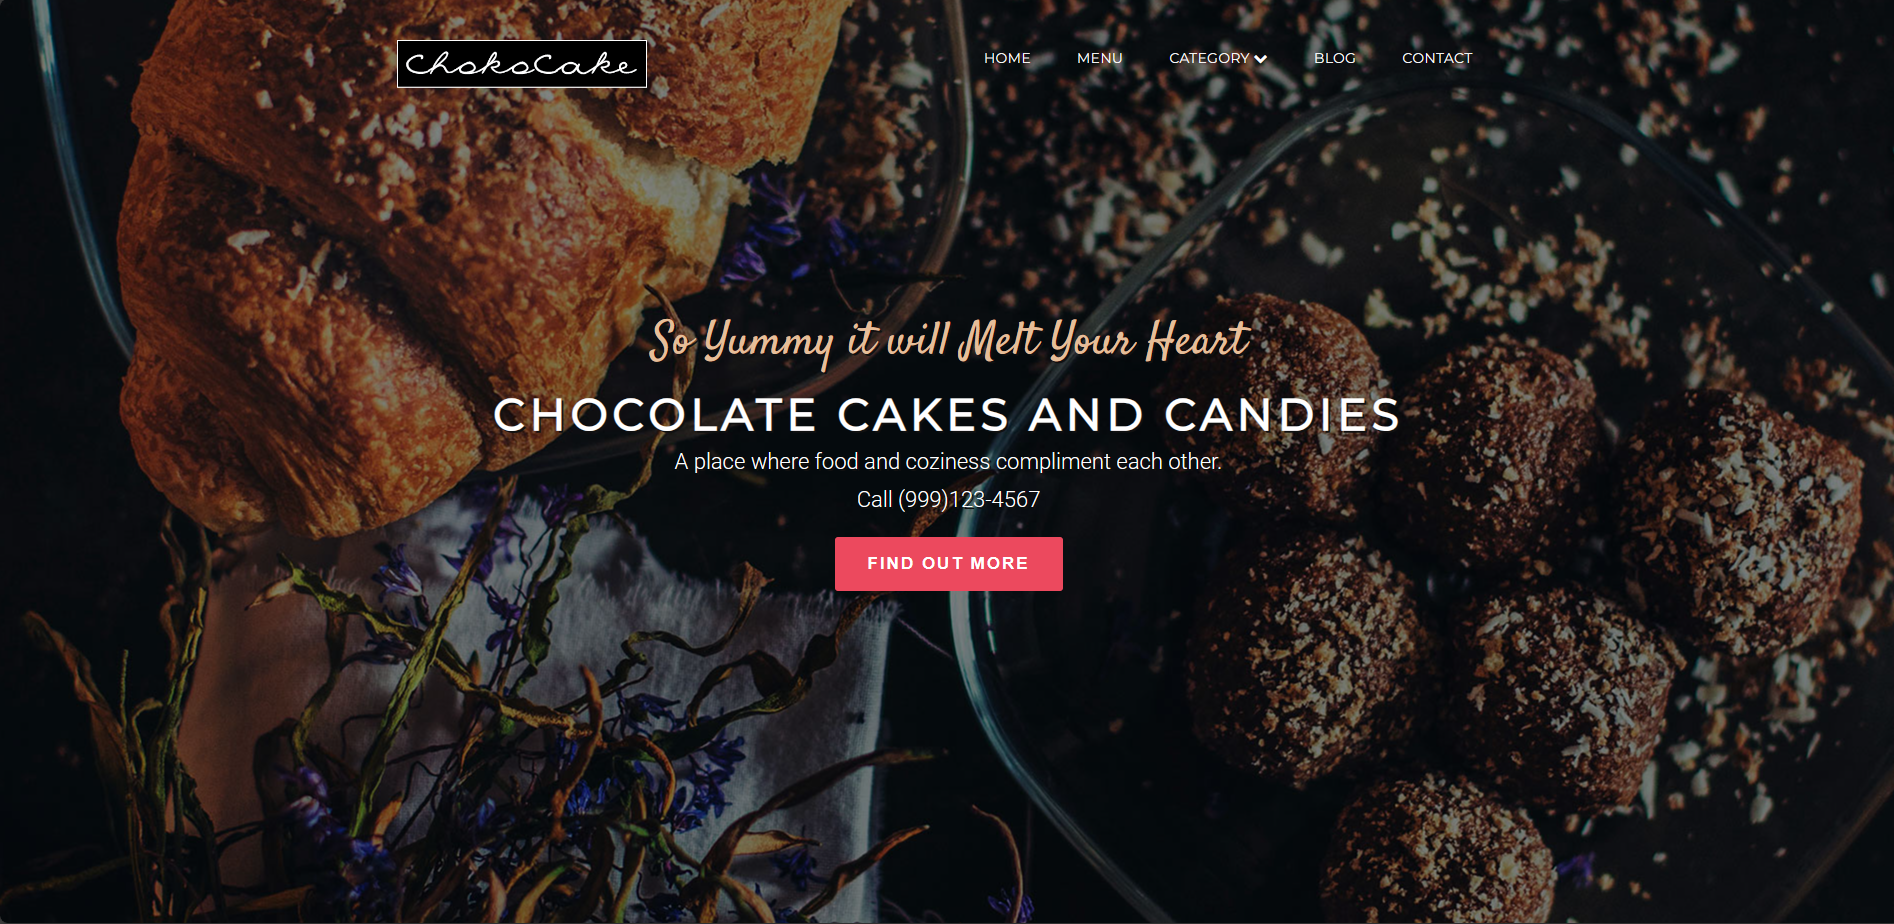 ChokoCake
HOME MENU CATEGORY BLOG CONTACT
So Yummy it will Melt Your Heart
CHOCOLATE CAKES AND CANDIES
A place where food and coziness compliment each other.
Call (999)123-4567
FIND OUT MORE